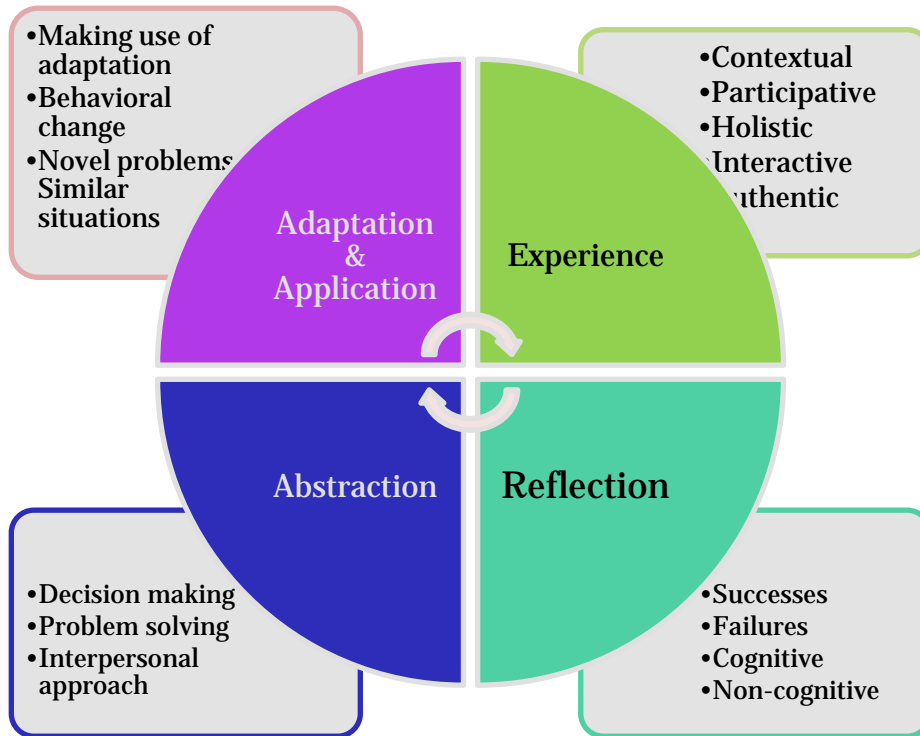 •Making use of
adaptation
•Behavioral
change
•Novel problems
Similar
situations
•Contextual
•Participative
•Holistic
•Interactive
Adaptation
&
Application
Experience
Abstraction
Reflection
•Decision making
•Problem solving
•Interpersonal
approach
•Successes
•Failures
•Cognitive
•Non-cognitive